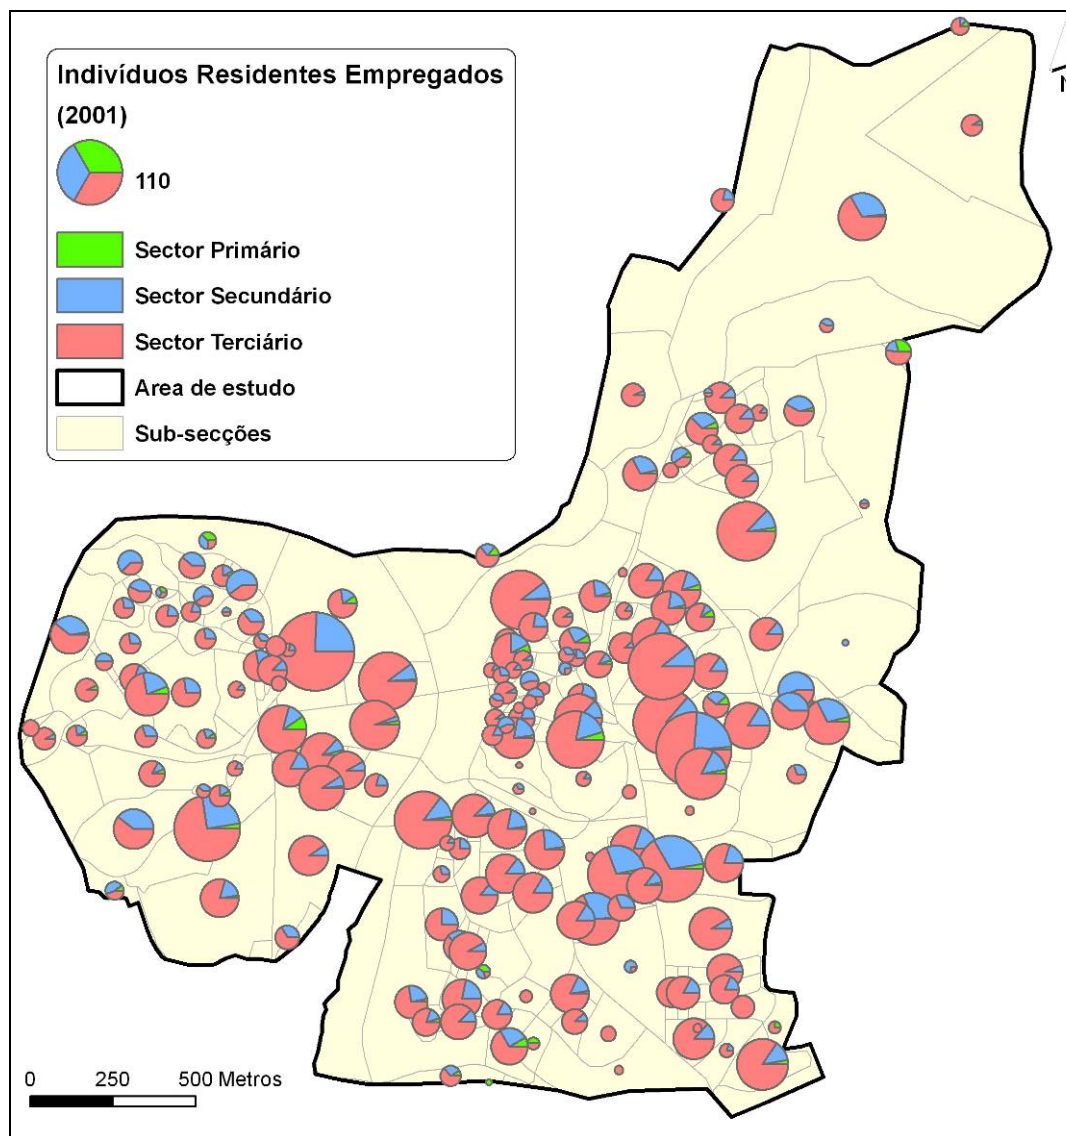 Indivíduos Residentes Empregados
(2001)
110
Sector Primário
Sector Secundário
Sector Terciário
Area de estudo
Sub-secções
0 250 500 Metros